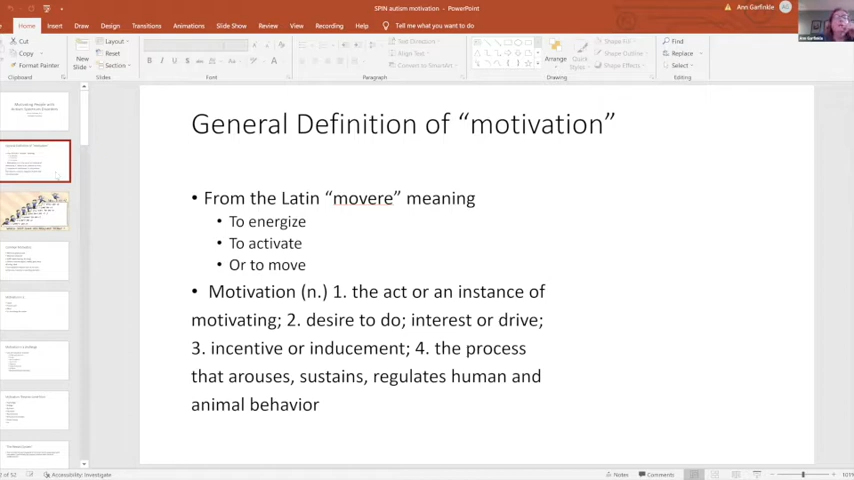 SPIN autism motivation - PowerPoint
Ann Garfinkle
Home Insert Draw Design Transitions Animations Slide Show Review View Recording Help Tell me what you want to do
Cut
Copy
Format Painter
Clipboard
New Slide
Layout
Section
Slides
Font
Text Direction
Align Text
Convert to SmartArt
Paragraph
Arrange
Quick Styles
Shape Fill
Shape Outline
Shape Effects
Drawing
Find
Replace
Select
Editing
Ann Garfinkle
General Definition of “motivation”
• From the Latin “movere” meaning
• To energize
• To activate
• Or to move
• Motivation (n.) 1. the act or an instance of
motivating; 2. desire to do; interest or drive;
3. incentive or inducement; 4. the process
that arouses, sustains, regulates human and
animal behavior
of 52
Accessibility: Investigate
Notes
Comments